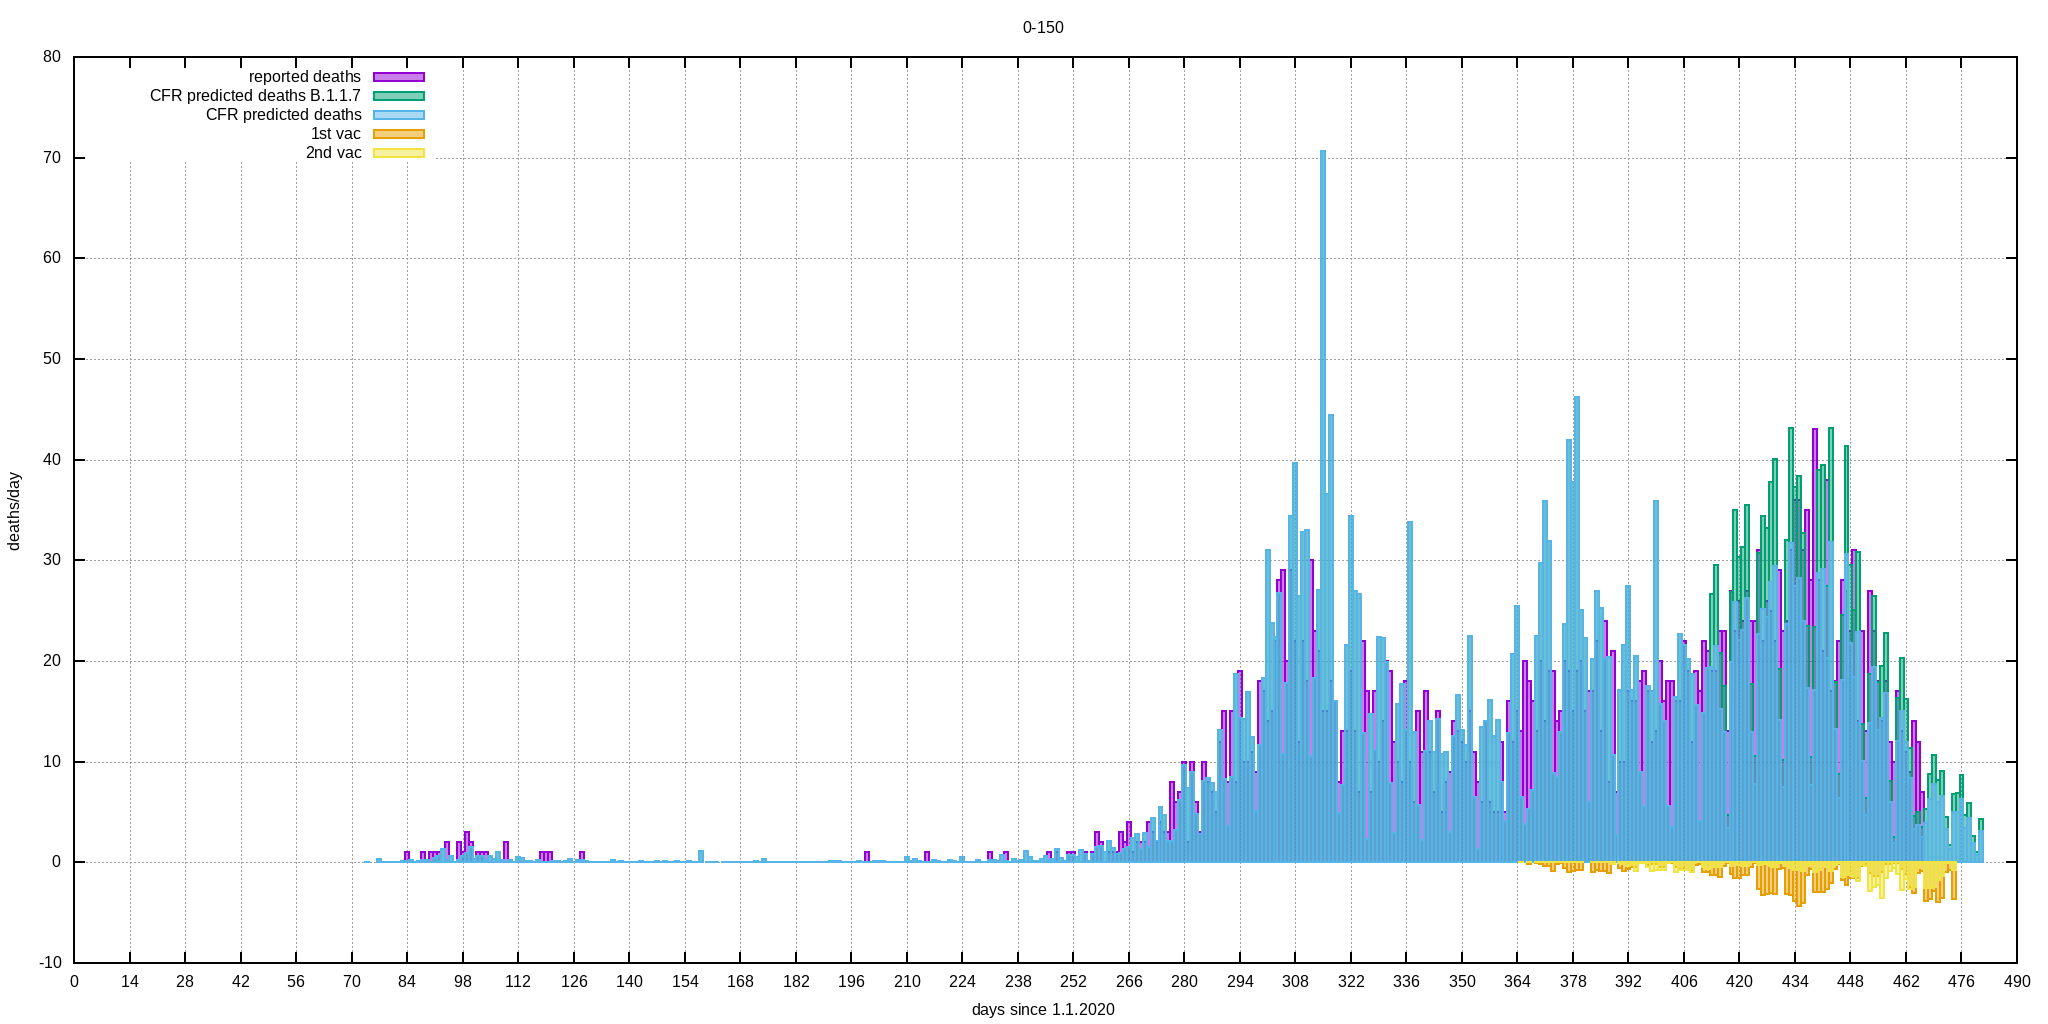 0-150
80
70
60
50
40
30
20
10
0
-10
reported deaths
CFR predicted deaths B.1.1.7
CFR predicted deaths
1st vac
2nd vac
deaths/day
0 14 28 42 56 70 84 98 112 126 140 154 168 182 196 210 224 238 252 266 280 294 308 322 336 350 364 378 392 406 420 434 448 462 476 490
days since 1.1.2020